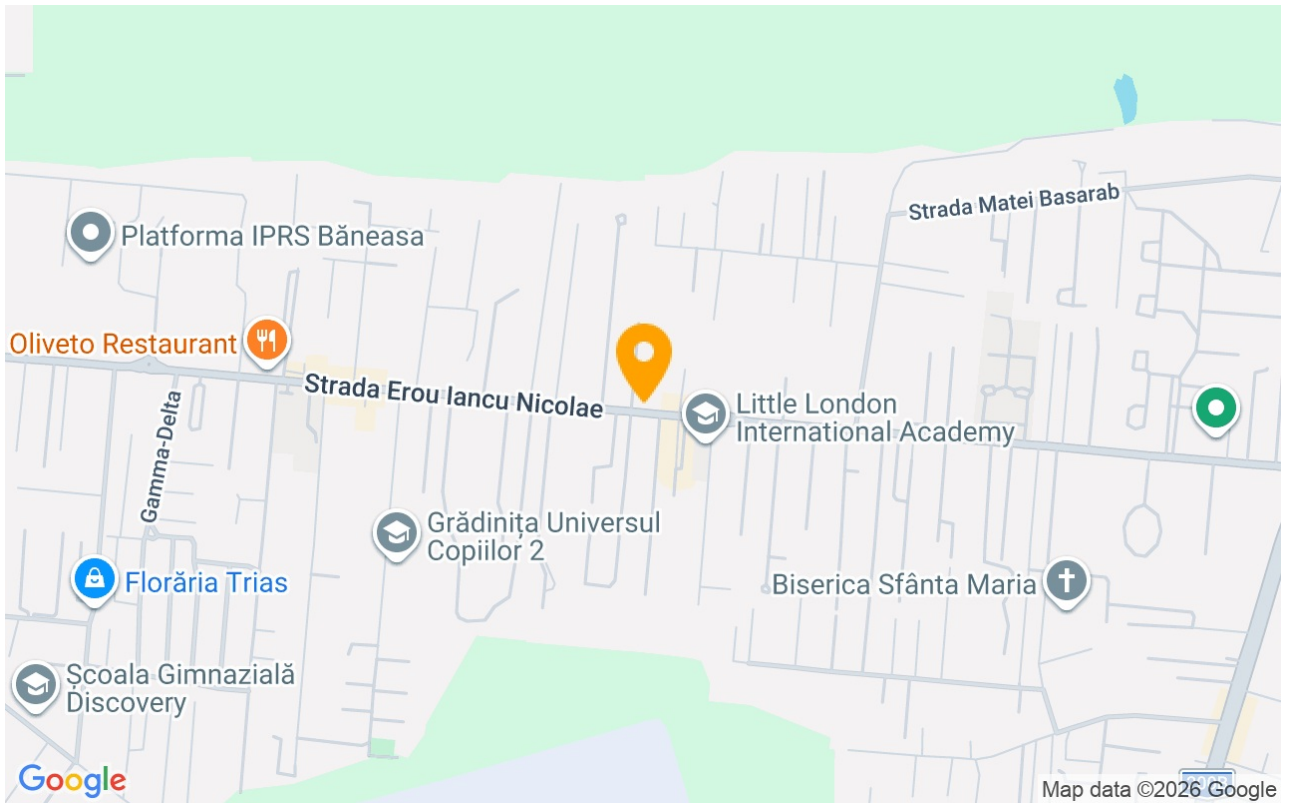 Strada Matei Basarab
Platforma IPRS Băneasa
Oliveto Restaurant
Strada Erou Iancu Nicolae
Little London
International Academy
Gamma-Delta
Grădinița Universul
Copiilor 2
Florăria Trias
Biserica Sfânta Maria
Școala Gimnazială
Discovery
Google
Map data ©2026 Google